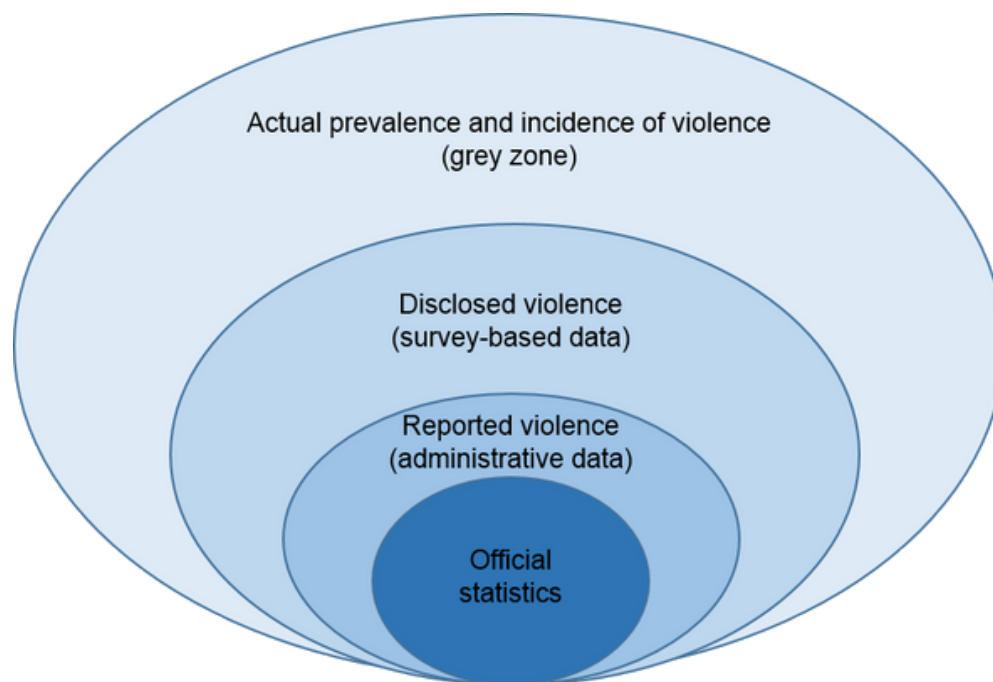 Actual prevalence and incidence of violence
(grey zone)
Disclosed violence
(survey-based data)
Reported violence
(administrative data)
Official
statistics